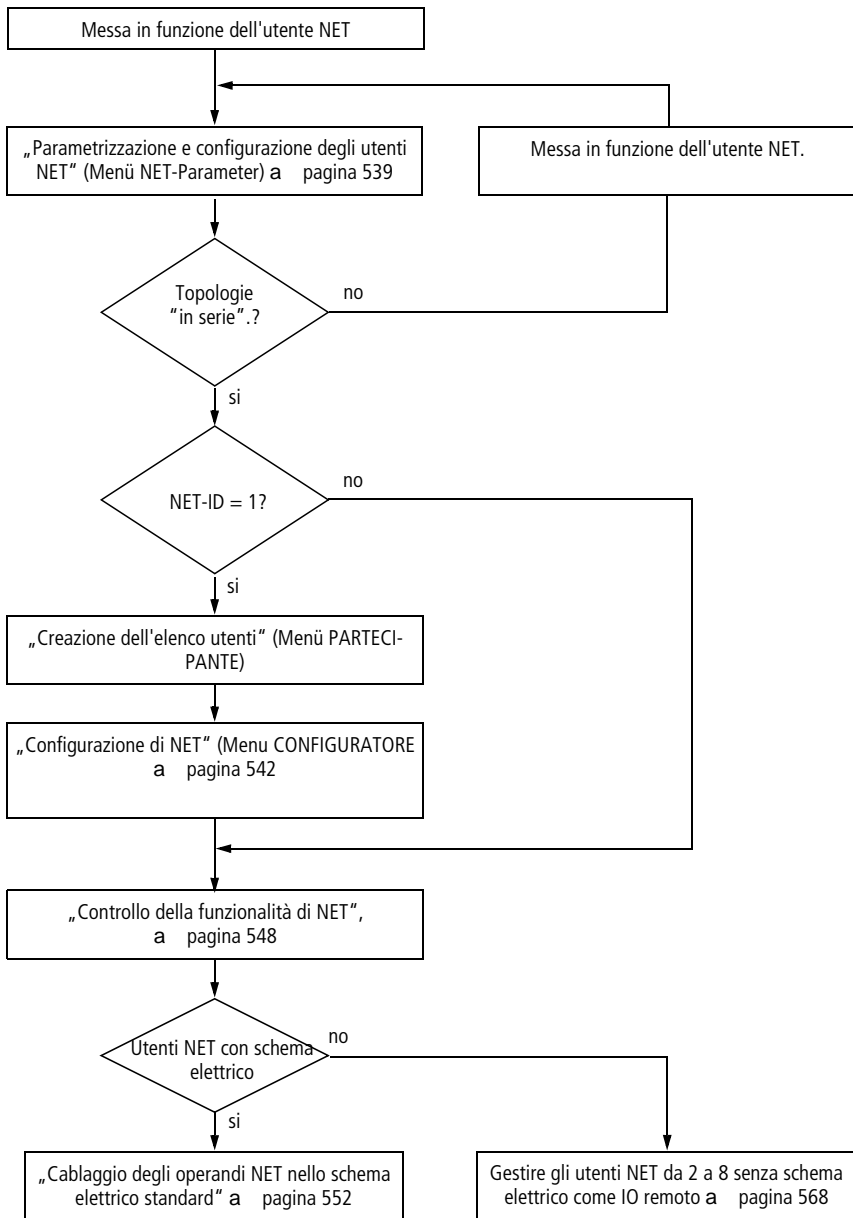 Messa in funzione dell'utente NET
„Parametrizzazione e configurazione degli utenti
NET“ (Menü NET-Parameter) a pagina 539
Messa in funzione dell'utente NET.
Topologie
“in serie”.?
no
si
NET-ID = 1?
no
si
„Creazione dell'elenco utenti“ (Menü PARTECI-
PANTE)
„Configurazione di NET“ (Menu CONFIGURATORE
a pagina 542
„Controllo della funzionalità di NET“,
a pagina 548
Utenti NET con schema
elettrico
no
si
„Cablaggio degli operandi NET nello schema
elettrico standard“ a pagina 552
Gestire gli utenti NET da 2 a 8 senza schema
elettrico come IO remoto a pagina 568